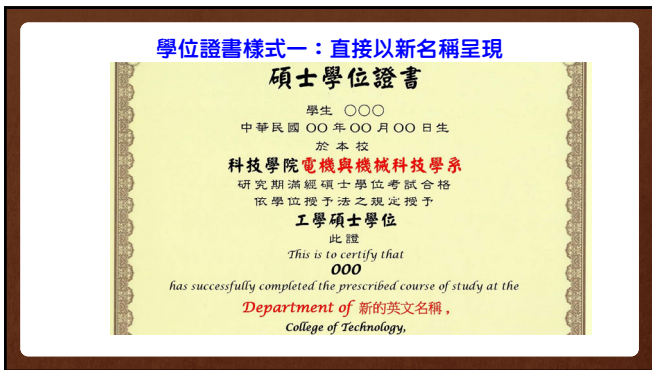 學位證書樣式一：直接以新名稱呈現
碩士學位證書
學生 ○○○
中華民國 OO 年 OO 月 OO 日生
於本校
科技學院電機與機械科技學系
研究期滿經碩士學位考試合格
依學位授予法之規定授予
工學碩士學位
此證
This is to certify that
OOO
has successfully completed the prescribed course of study at the
Department of 新的英文名稱，
College of Technology,